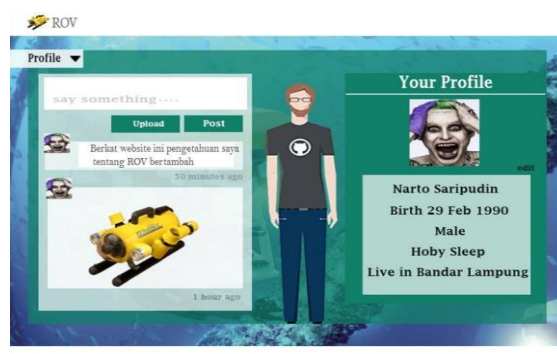 ROV
Profile
say something....
Upload Post
Berkat website ini pengetahuan saya
tentang ROV bertambah
50 minutes ago
1 hour ago
Your Profile
edit
Narto Saripudin
Birth 29 Feb 1990
Male
Hoby Sleep
Live in Bandar Lampung